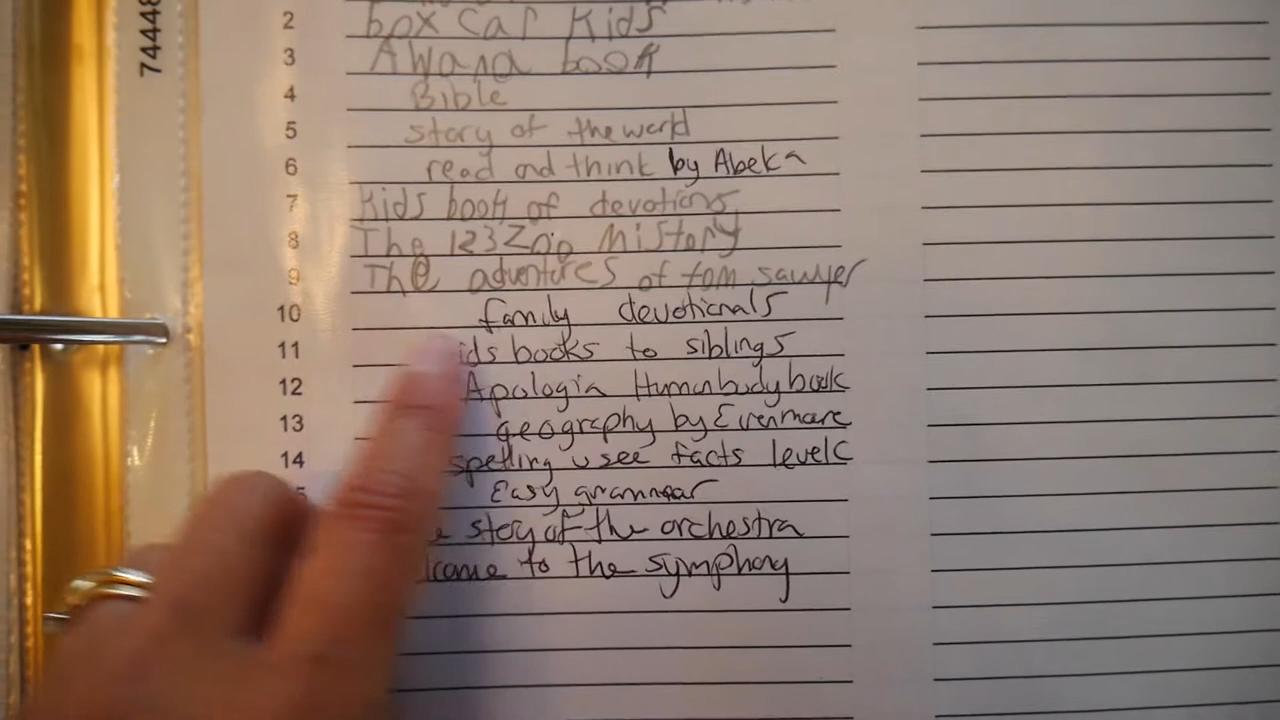 74448
2 box car Kids
3 AWana book
4 Bible
5 story of the world
6 read and think by Abeka
7 Kids book of devotions
8 The 123 Zoo Mistory
9 The adventures of tom sawyer
10 family devotionals
11 ids books to siblings
12 Apologia Humanbody book
13 geography by Evenmore
14 spelling u see facts level C
5 Easy grammar
e story of the orchestra
lcome to the symphony